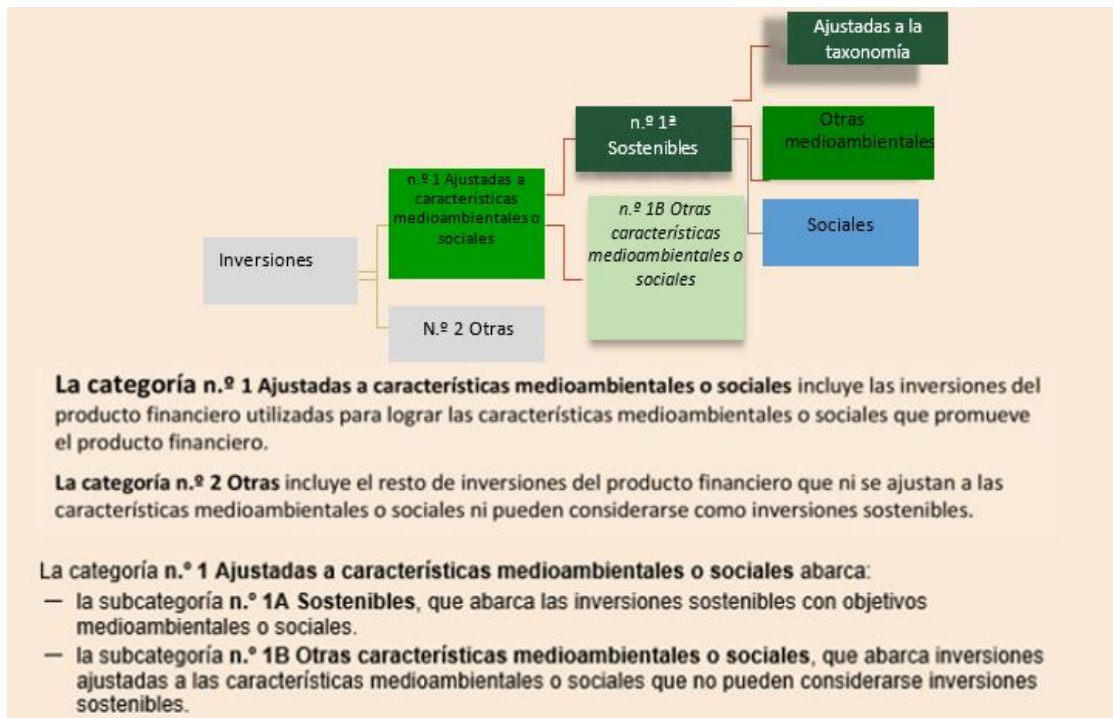 Ajustadas a la
taxonomía
n.º 1ª
Sostenibles
Otras
medioambientales
n.º 1 Ajustadas a
características
medioambientales o
sociales
n.º 1B Otras
características
medioambientales o
sociales
Sociales
Inversiones
N.º 2 Otras
La categoría n.º 1 Ajustadas a características medioambientales o sociales incluye las inversiones del
producto financiero utilizadas para lograr las características medioambientales o sociales que promueve
el producto financiero.
La categoría n.º 2 Otras incluye el resto de inversiones del producto financiero que ni se ajustan a las
características medioambientales o sociales ni pueden considerarse como inversiones sostenibles.
La categoría n.º 1 Ajustadas a características medioambientales o sociales abarca:
— la subcategoría n.º 1A Sostenibles, que abarca las inversiones sostenibles con objetivos
medioambientales o sociales.
— la subcategoría n.º 1B Otras características medioambientales o sociales, que abarca inversiones
ajustadas a las características medioambientales o sociales que no pueden considerarse inversiones
sostenibles.